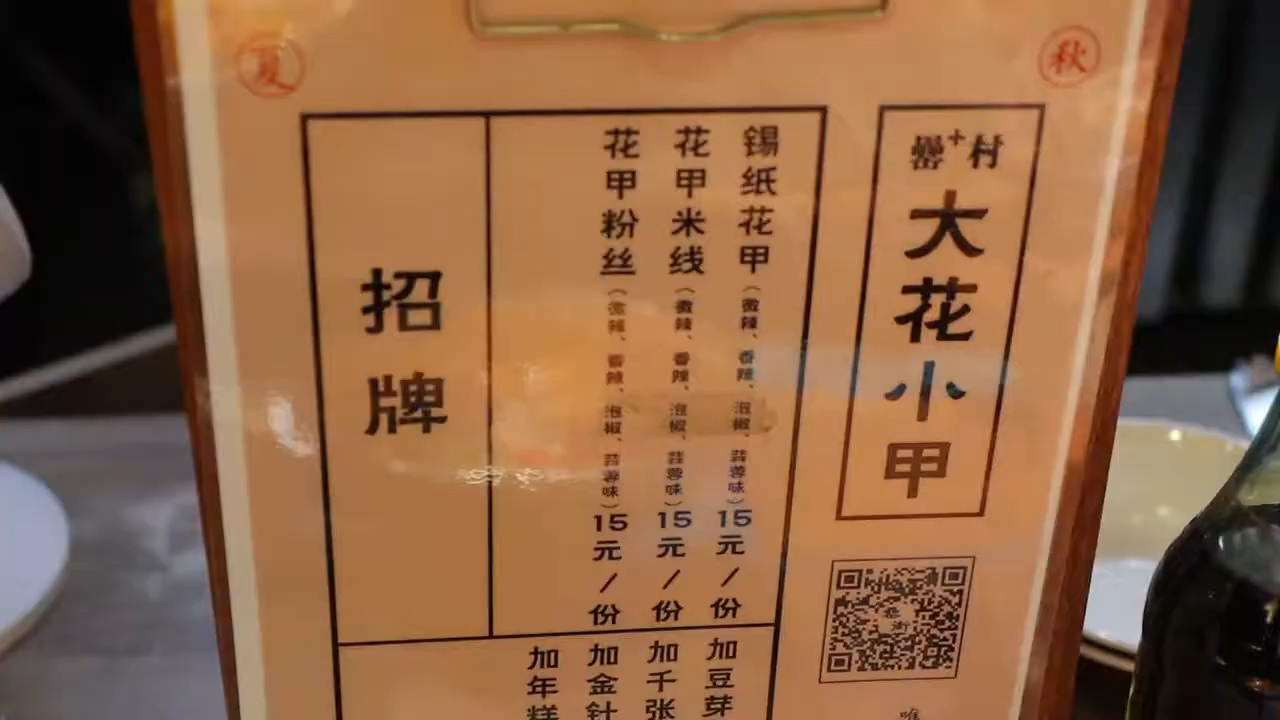 夏
秋
罍+村
大花小甲
锡纸花甲(微辣、香辣、泡椒、蒜蓉味)15元/份
花甲米线(微辣、香辣、泡椒、蒜蓉味)15元/份
花甲粉丝(微辣、香辣、泡椒、蒜蓉味)15元/份
招牌
加豆芽
加千张
加金针
加年糕
唯